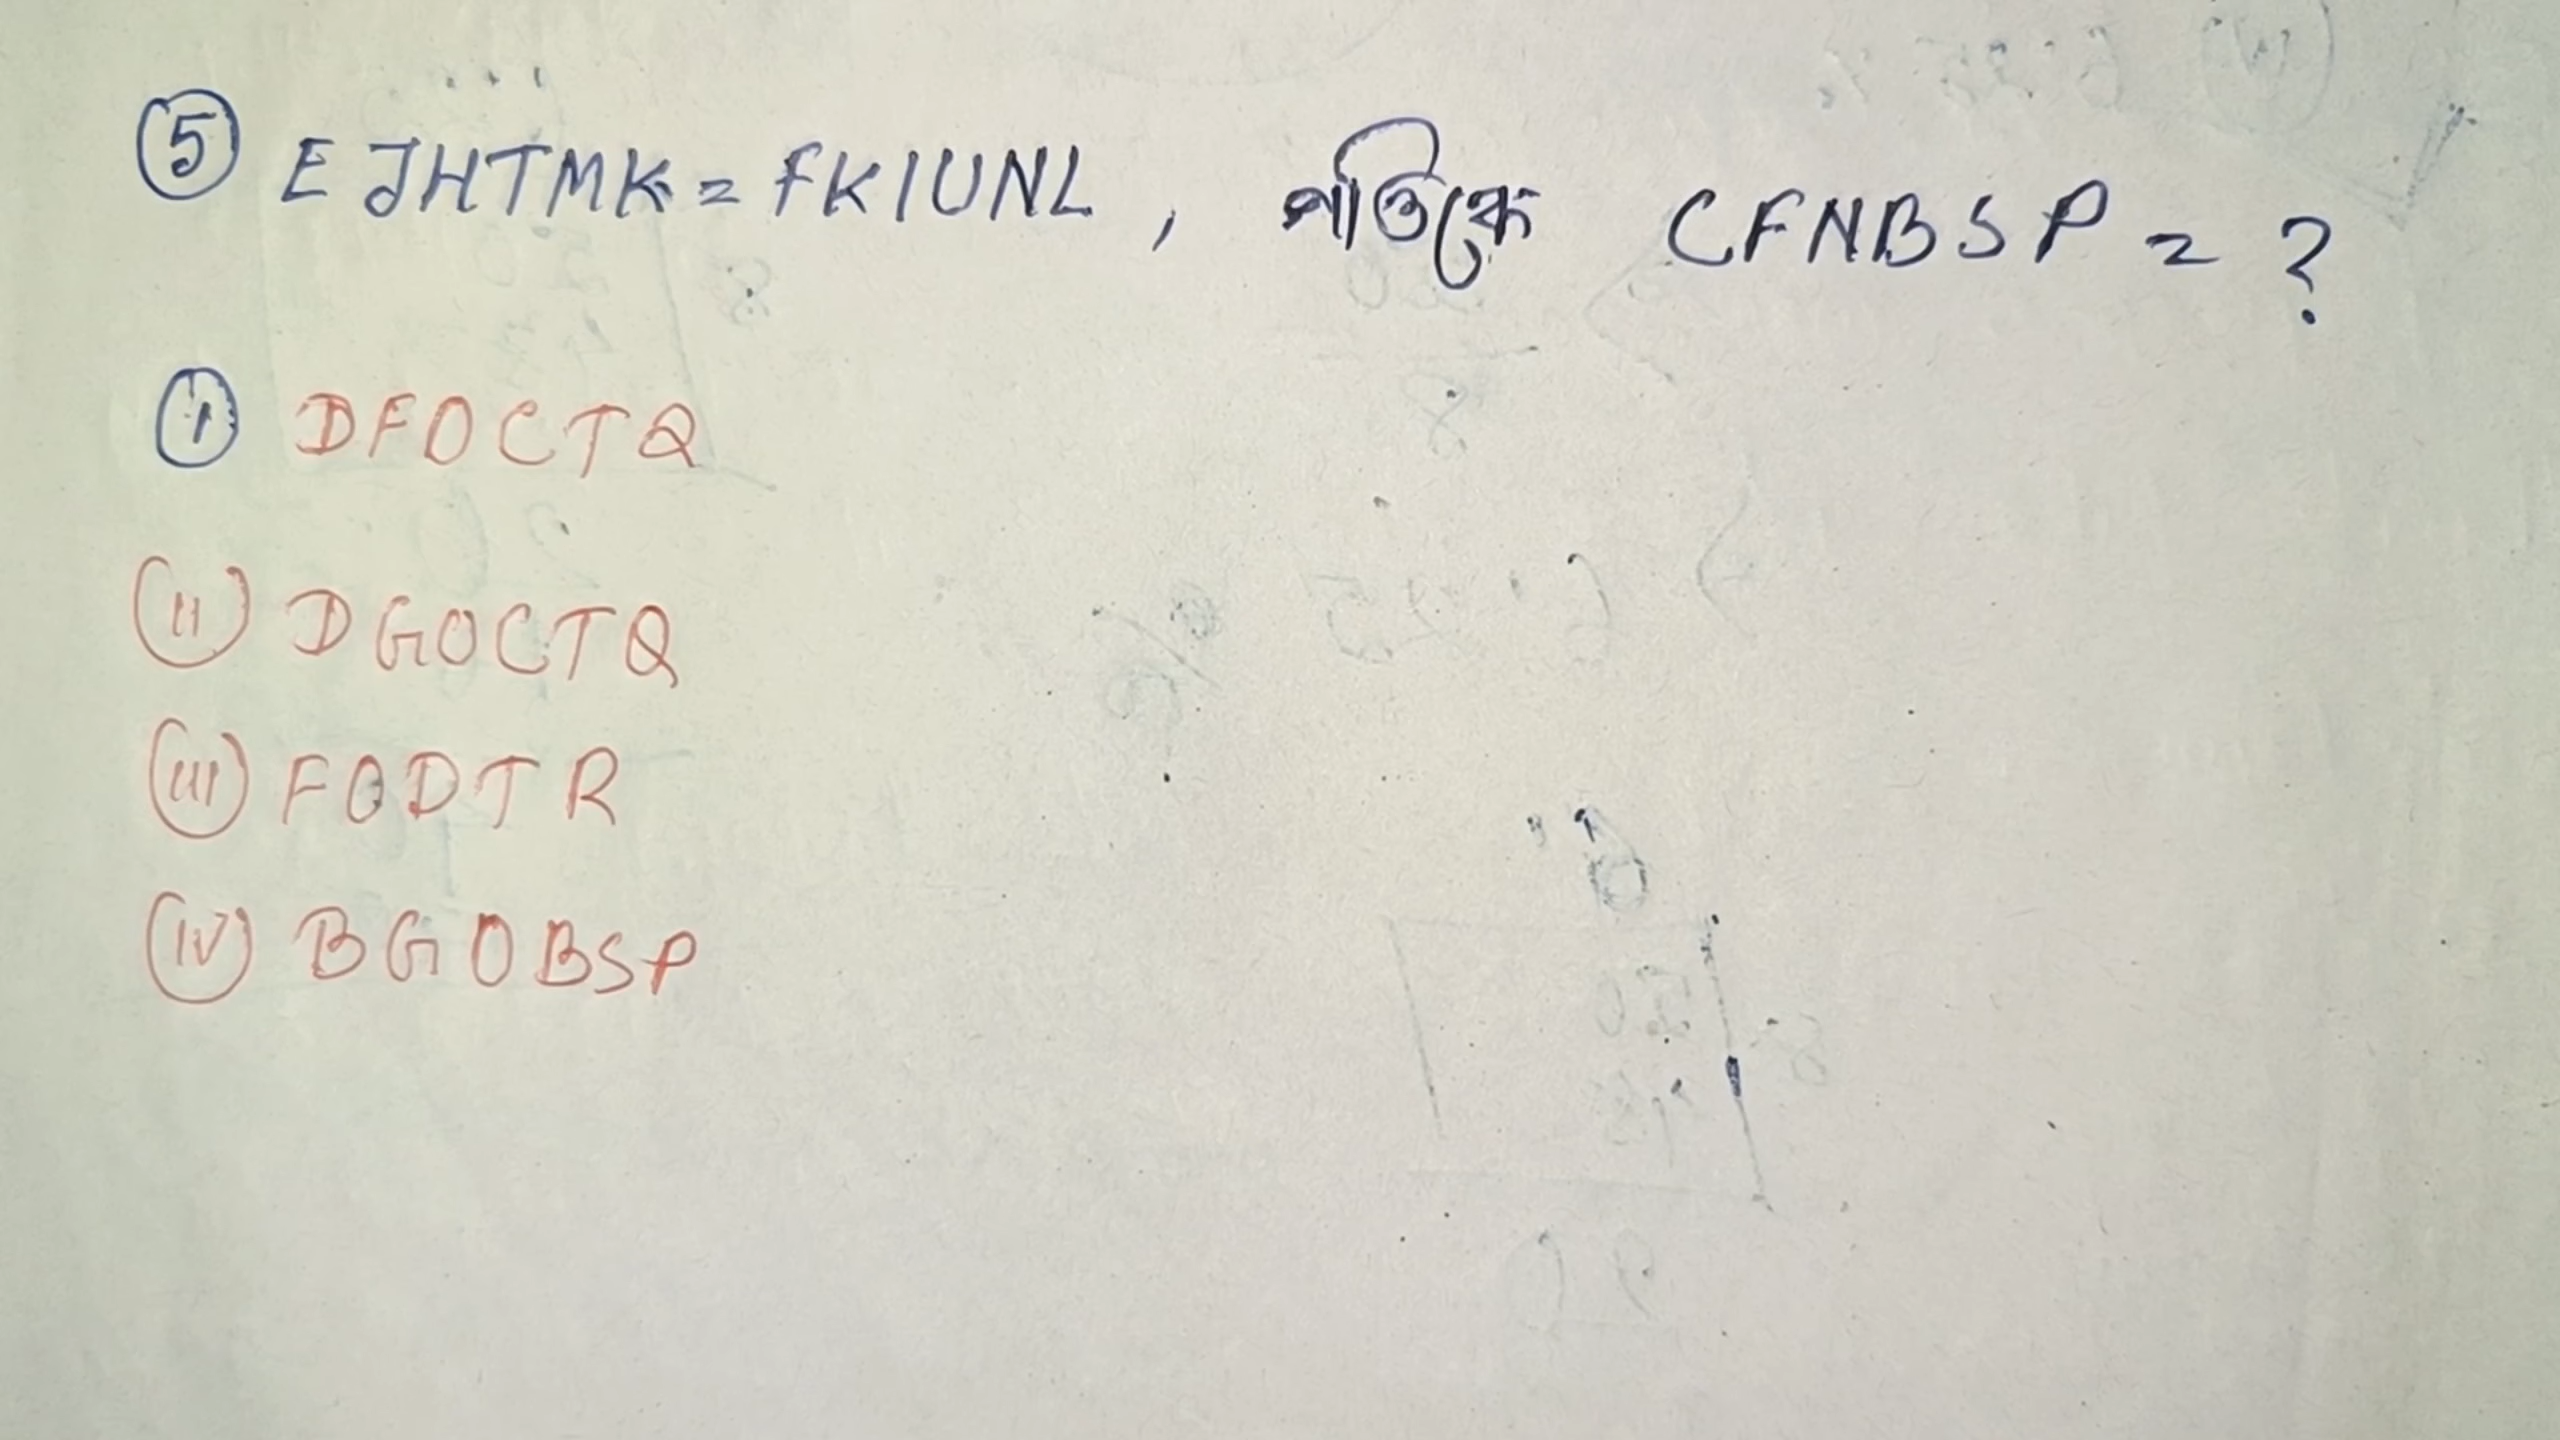 5 EJHTMK = FKIUNL, CFNBSP = ?
I DFOCTQ
II DGOCTQ
III FODTR
IV BGOBSP